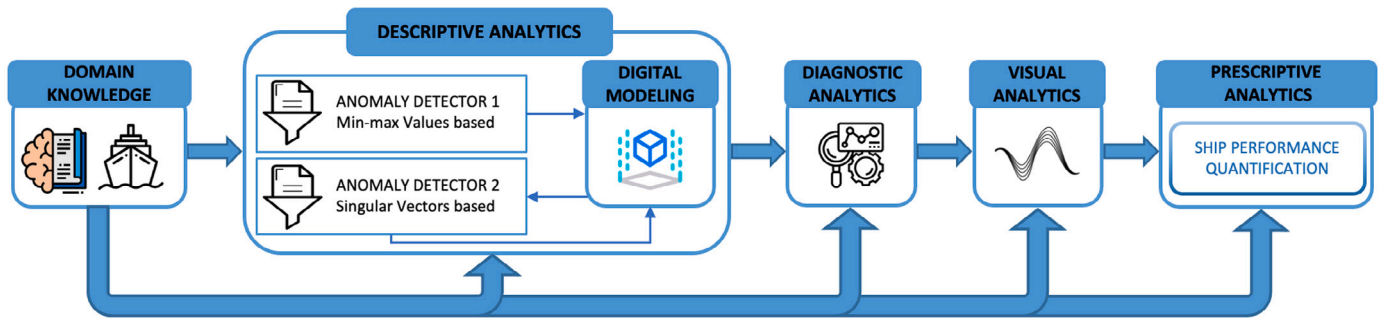 DOMAIN
KNOWLEDGE
DESCRIPTIVE ANALYTICS
ANOMALY DETECTOR 1
Min-max Values based
ANOMALY DETECTOR 2
Singular Vectors based
DIGITAL
MODELING
DIAGNOSTIC
ANALYTICS
VISUAL
ANALYTICS
PRESCRIPTIVE
ANALYTICS
SHIP PERFORMANCE
QUANTIFICATION